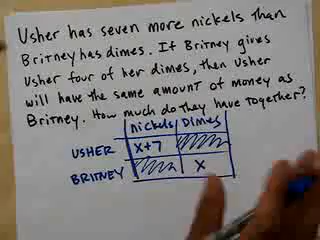 Usher has seven more nickels than
Britney has dimes. If Britney gives
Usher four of her dimes, then Usher
will have the same amount of money as
Britney. How much do they have together?
nickels Dimes
USHER X+7
BRITNEY X